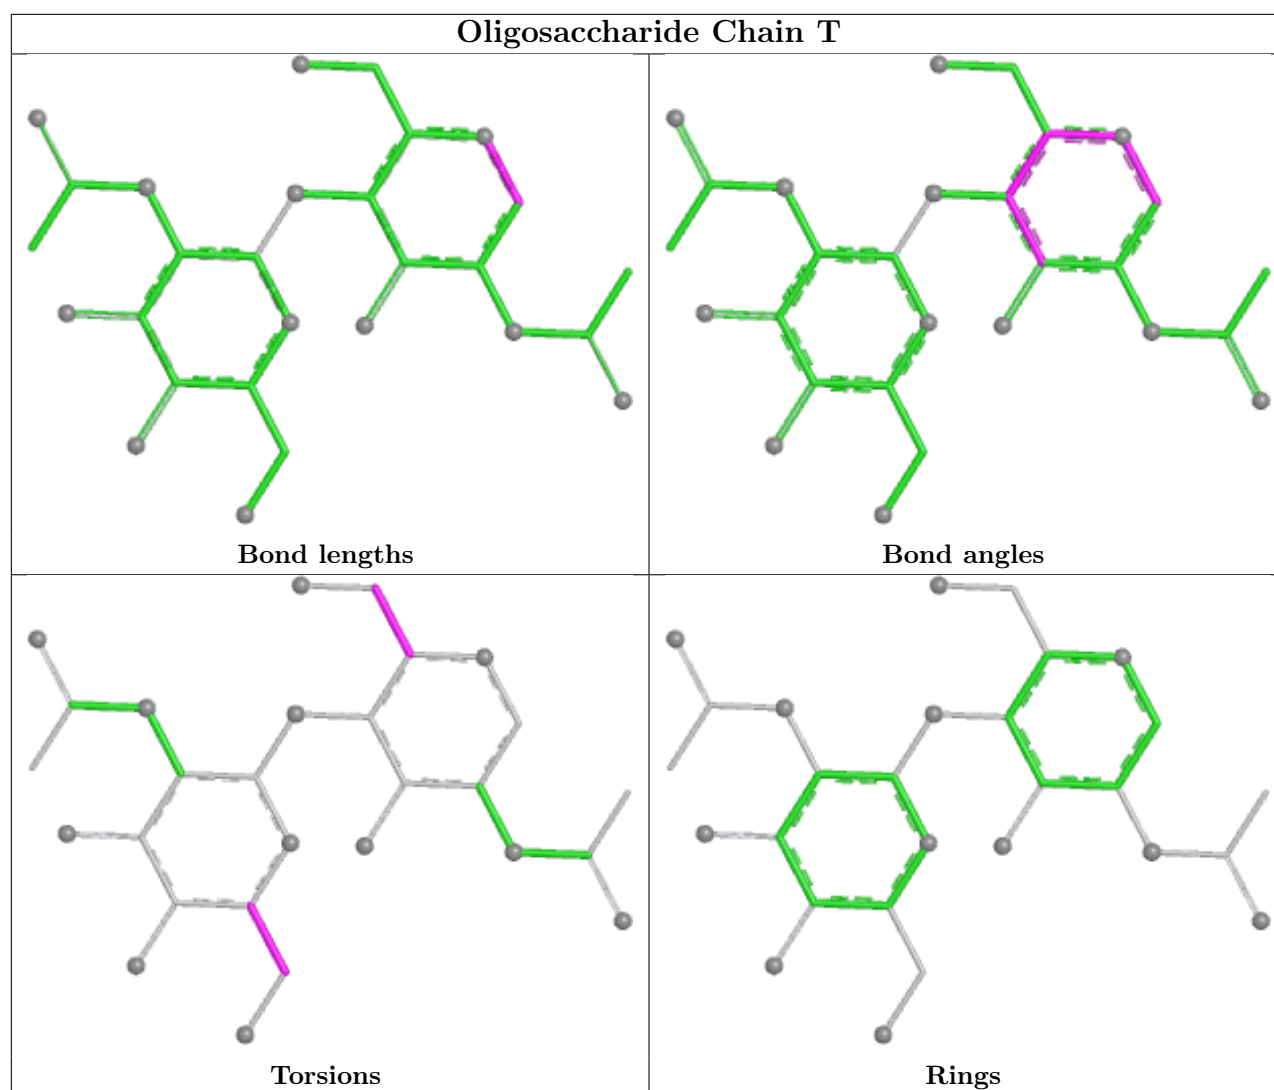 Oligosaccharide Chain T
Bond lengths
Bond angles
Torsions
Rings